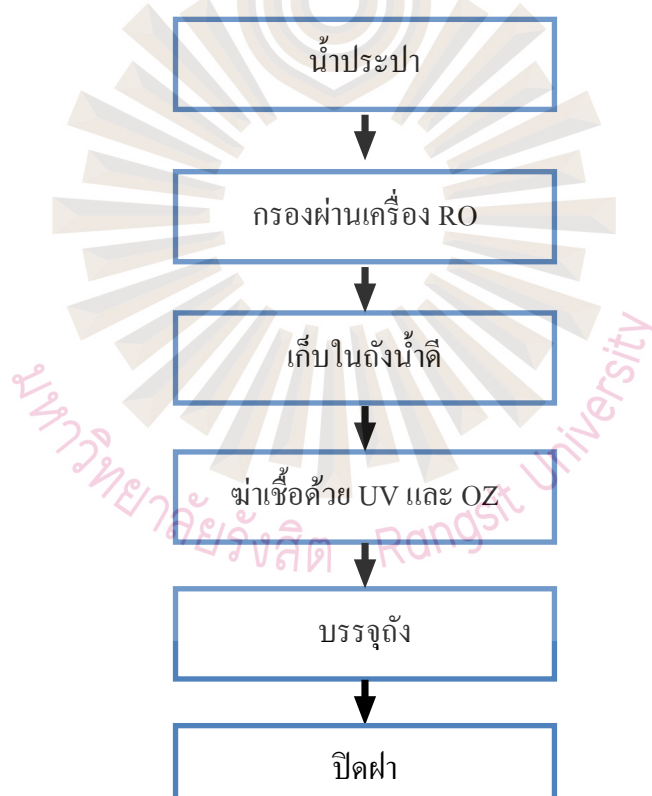 น้ำประปา
กรองผ่านเครื่อง RO
เก็บในถังน้ำดี
ฆ่าเชื้อด้วย UV และ OZ
บรรจุถัง
ปิดฝา
มหาวิทยาลัยรังสิต Rangsit University